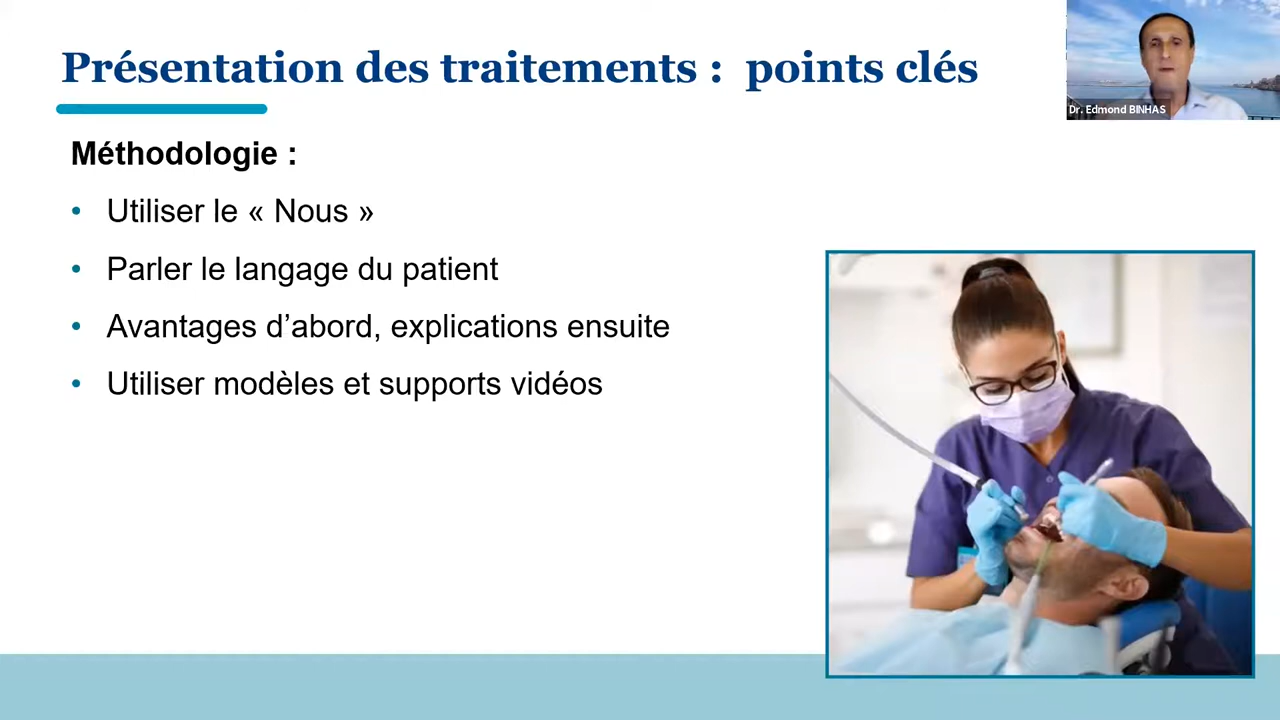 Présentation des traitements : points clés
Dr. Edmond BINHAS
Méthodologie :
• Utiliser le « Nous »
• Parler le langage du patient
• Avantages d’abord, explications ensuite
• Utiliser modèles et supports vidéos